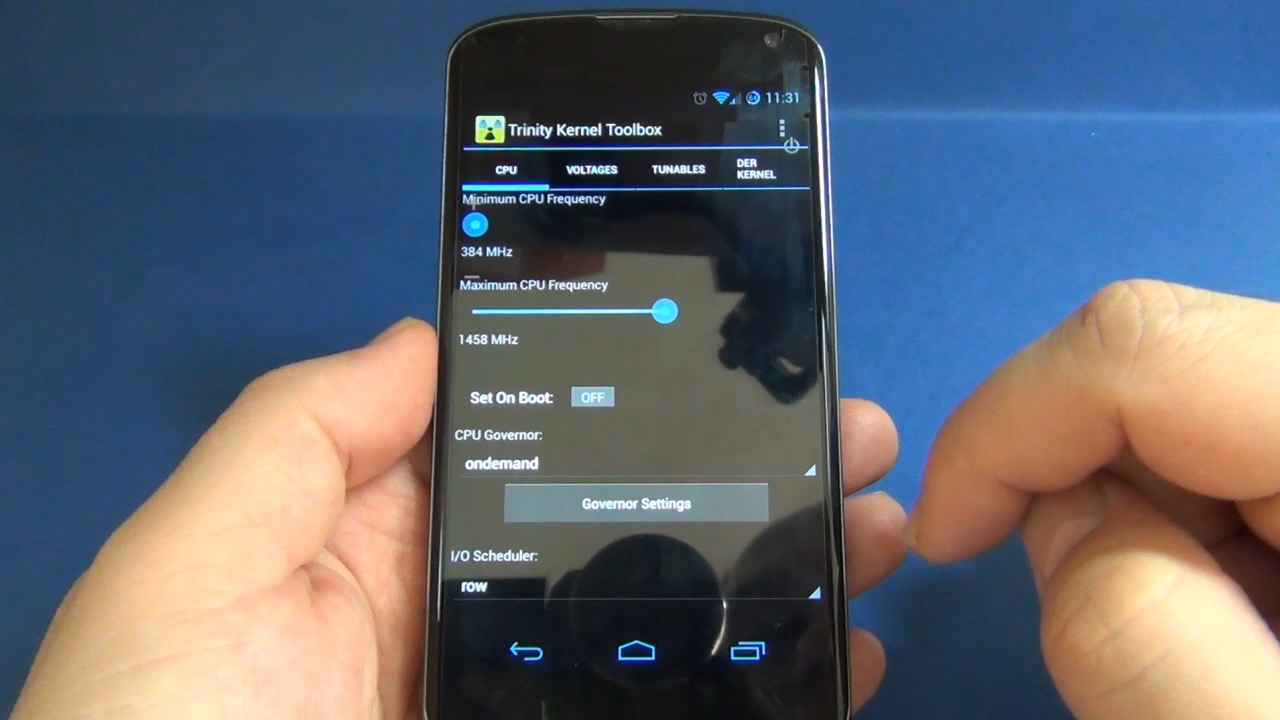 11:31
Trinity Kernel Toolbox
CPU
VOLTAGES
TUNABLES
DER
KERNEL
Minimum CPU Frequency
384 MHz
Maximum CPU Frequency
1458 MHz
Set On Boot: OFF
CPU Governor:
ondemand
Governor Settings
I/O Scheduler:
row